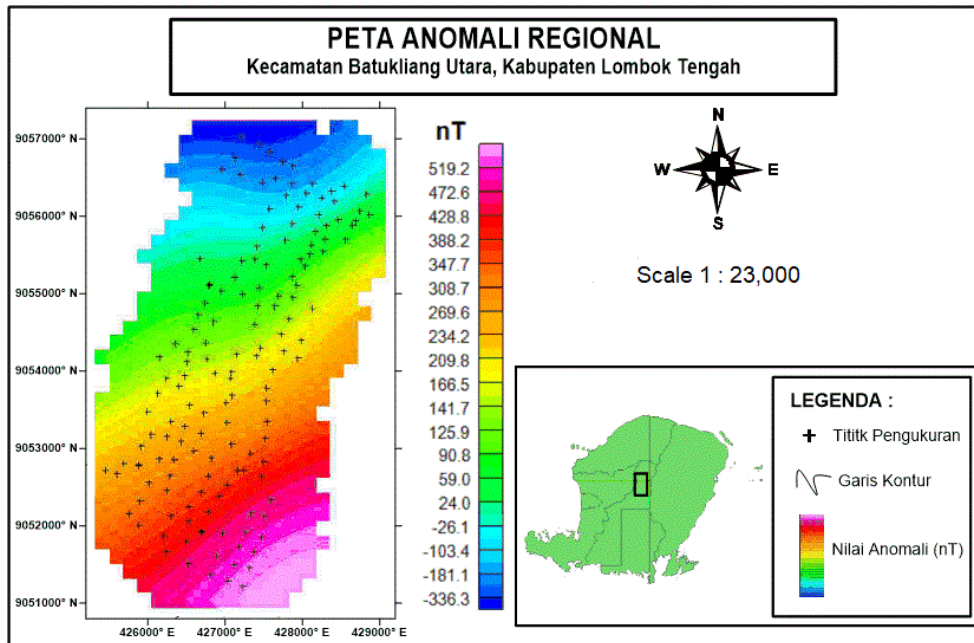 PETA ANOMALI REGIONAL
Kecamatan Batukliang Utara, Kabupaten Lombok Tengah
9057000° N
9056000° N
9055000° N
9054000° N
9053000° N
9052000° N
9051000° N
426000° E
427000° E
428000° E
429000° E
nT
519.2
472.6
428.8
388.2
347.7
308.7
269.6
234.2
209.8
166.5
141.7
125.9
90.8
59.0
24.0
-26.1
-103.4
-181.1
-336.3
N
W
E
S
Scale 1 : 23,000
LEGENDA :
Tititk Pengukuran
Garis Kontur
Nilai Anomali (nT)